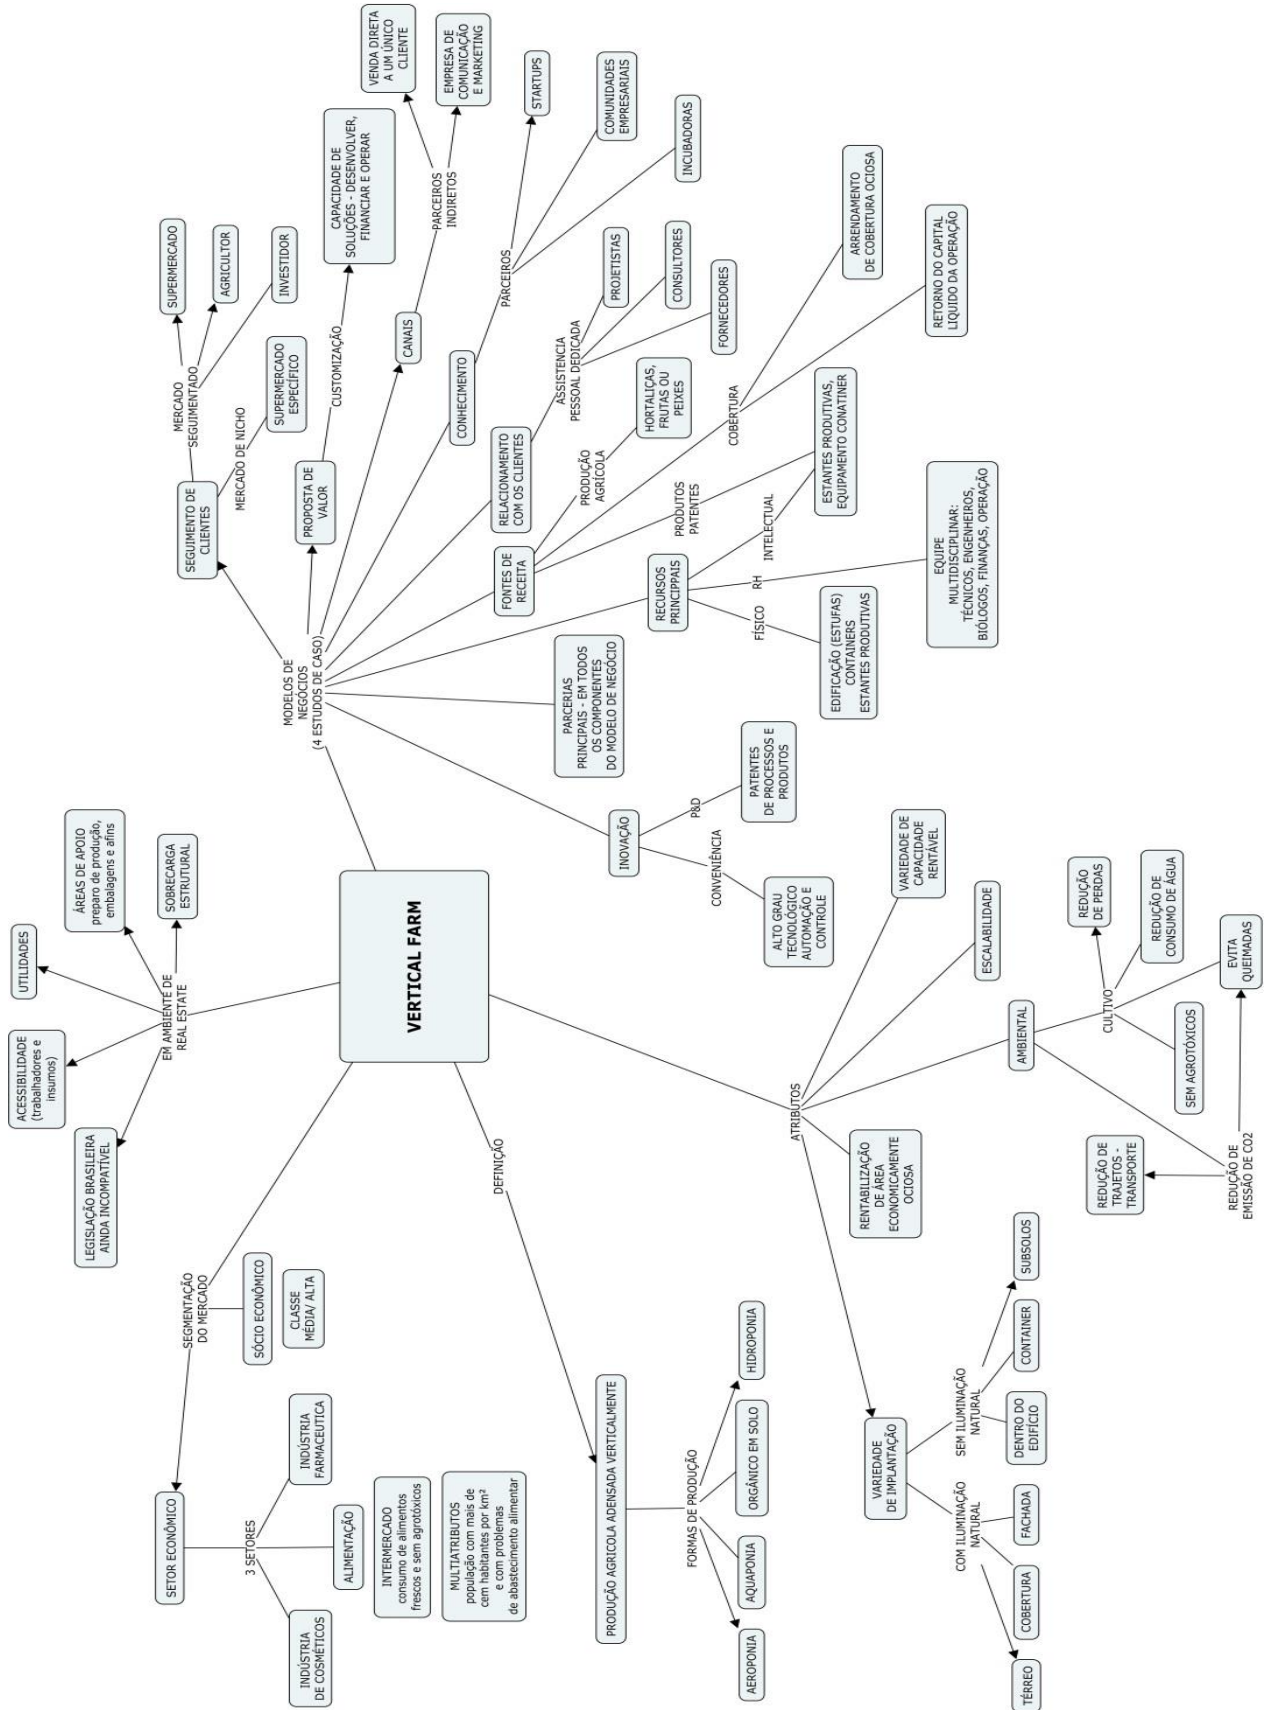 VERTICAL FARM
SEGMENTAÇÃO
DO MERCADO
SETOR ECONÔMICO
3 SETORES
INDÚSTRIA
DE COSMÉTICOS
ALIMENTAÇÃO
INDÚSTRIA
FARMACEUTICA
INTERMERCADO
consumo de alimentos
frescos e sem agrotóxicos
MULTIATRIBUTOS
população com mais de
cem habitantes por km²
e com problemas
de abastecimento alimentar
SÓCIO ECONÔMICO
CLASSE
MÉDIA/ ALTA
EM AMBIENTE DE
REAL ESTATE
LEGISLAÇÃO BRASILEIRA
AINDA INCOMPATÍVEL
ACESSIBILIDADE
(trabalhadores e
insumos)
UTILIDADES
ÁREAS DE APOIO
preparo de produção,
embalagens e afins
SOBRECARGA
ESTRUTURAL
MODELOS DE
NEGÓCIOS
(4 ESTUDOS DE CASO)
SEGUIMENTO DE
CLIENTES
MERCADO
SEGUIMENTADO
SUPERMERCADO
AGRICULTOR
INVESTIDOR
MERCADO DE NICHO
SUPERMERCADO
ESPECÍFICO
PROPOSTA DE
VALOR
CUSTOMIZAÇÃO
CAPACIDADE DE
SOLUÇÕES - DESENVOLVER,
FINANCIAR E OPERAR
CANAIS
PARCEIROS
INDIRETOS
VENDA DIRETA
A UM ÚNICO
CLIENTE
EMPRESA DE
COMUNICAÇÃO
E MARKETING
CONHECIMENTO
PARCEIROS
STARTUPS
COMUNIDADES
EMPRESARIAIS
INCUBADORAS
RELACIONAMENTO
COM OS CLIENTES
ASSISTENCIA
PESSOAL DEDICADA
PROJETISTAS
CONSULTORES
FORNECEDORES
FONTES DE
RECEITA
PRODUÇÃO
AGRÍCOLA
HORTALIÇAS,
FRUTAS OU
PEIXES
COBERTURA
ARRENDAMENTO
DE COBERTURA OCIOSA
RETORNO DO CAPITAL
LIQUIDO DA OPERAÇÃO
PRODUTOS
PATENTES
ESTANTES PRODUTIVAS,
EQUIPAMENTO CONATINER
RECURSOS
PRINCIPPAIS
INTELECTUAL
RH
EQUIPE
MULTIDISCIPLINAR:
TÉCNICOS, ENGENHEIROS,
BIÓLOGOS, FINANÇAS, OPERAÇÃO
FÍSICO
EDIFICAÇÃO (ESTUFAS)
CONTAINERS
ESTANTES PRODUTIVAS
PARCERIAS
PRINCIPAIS - EM TODOS
OS COMPONENTES
DO MODELO DE NEGÓCIO
INOVAÇÃO
P&D
PATENTES
DE PROCESSOS E
PRODUTOS
CONVENIÊNCIA
ALTO GRAU
TECNOLÓGICO
AUTOMAÇÃO E
CONTROLE
DEFINIÇÃO
PRODUÇÃO AGRICOLA ADENSADA VERTICALMENTE
FORMAS DE PRODUÇÃO
AEROPONIA
AQUAPONIA
ORGÂNICO EM SOLO
HIDROPONIA
ATRIBUTOS
VARIEDADE DE
CAPACIDADE
RENTÁVEL
ESCALABILIDADE
AMBIENTAL
CULTIVO
REDUÇÃO
DE PERDAS
REDUÇÃO DE
CONSUMO DE ÁGUA
SEM AGROTÓXICOS
EVITA
QUEIMADAS
REDUÇÃO DE
EMISSÃO DE CO2
REDUÇÃO DE
TRAJETOS -
TRANSPORTE
RENTABILIZAÇÃO
DE ÁREA
ECONOMICAMENTE
OCIOSA
VARIEDADE
DE IMPLANTAÇÃO
COM ILUMINAÇÃO
NATURAL
TÉRREO
COBERTURA
FACHADA
SEM ILUMINAÇÃO
NATURAL
DENTRO DO
EDIFÍCIO
CONTAINER
SUBSOLOS